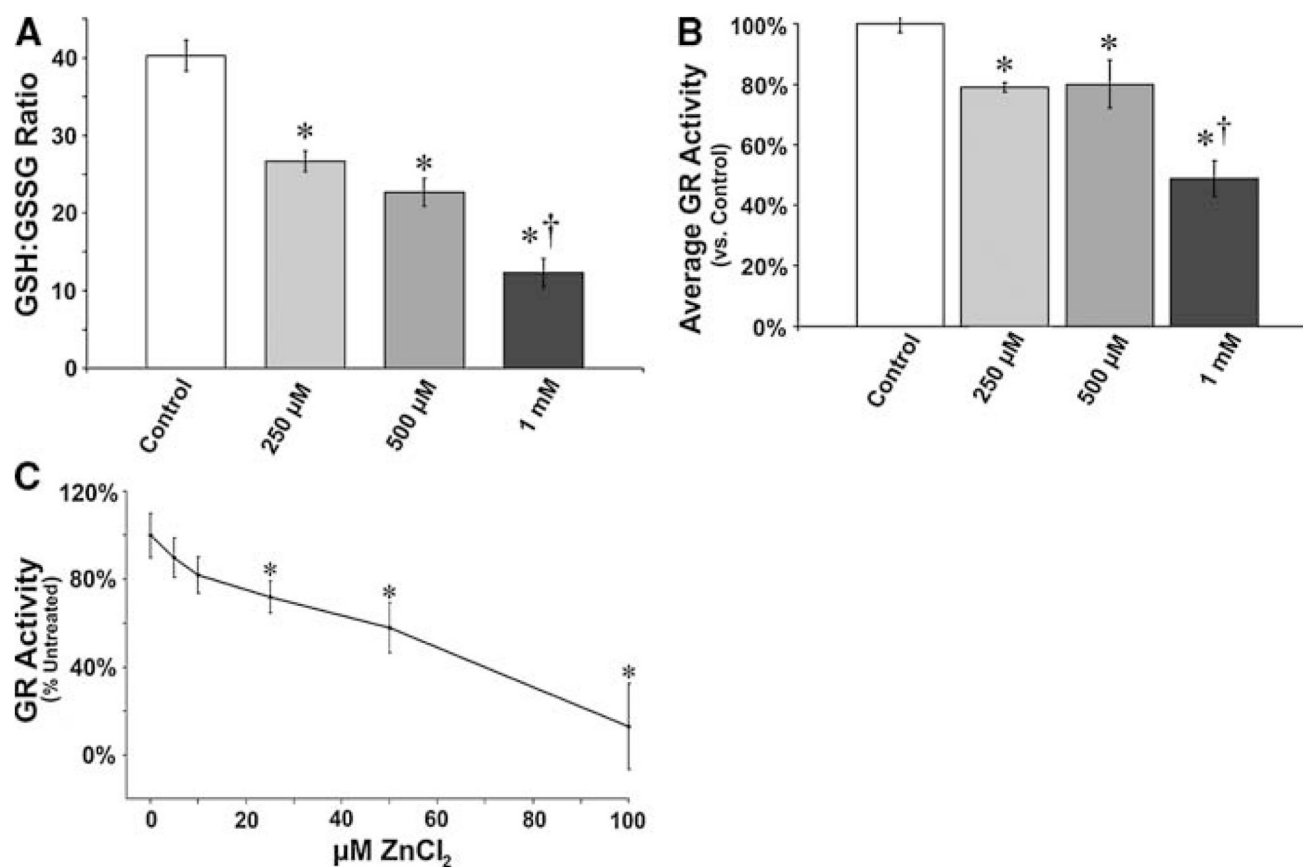 A
GSH:GSSG Ratio
40
30
20
10
0
*
*
*†
Control
250 µM
500 µM
1 mM
B
Average GR Activity
(vs. Control)
100%
80%
60%
40%
20%
0%
*
*
*†
Control
250 µM
500 µM
1 mM
C
GR Activity
(% Untreated)
120%
80%
40%
0%
*
*
*
0 20 40 60 80 100
µM ZnCl₂